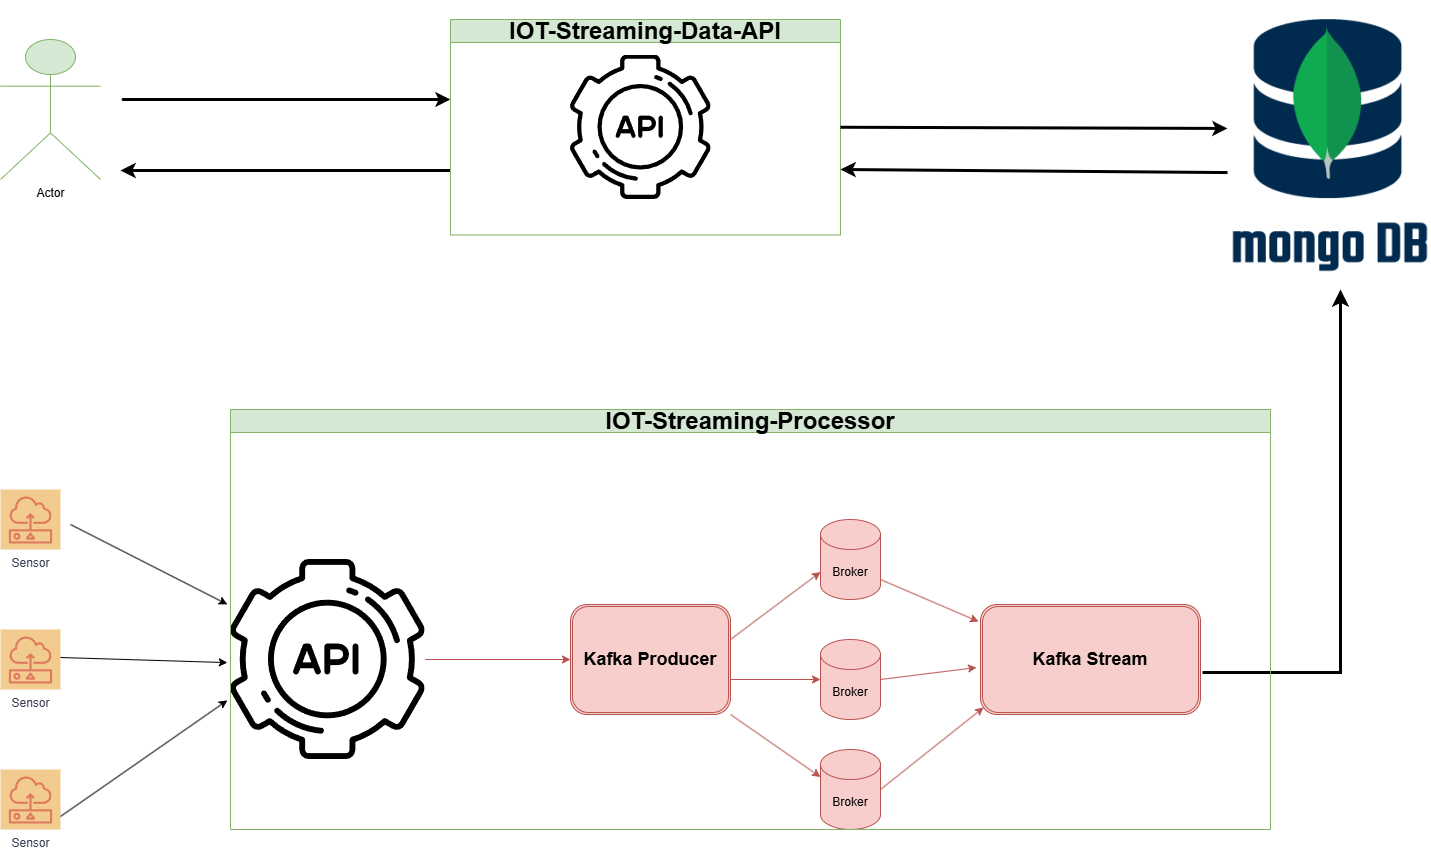 IOT-Streaming-Data-API
API
Actor
mongo DB
IOT-Streaming-Processor
Sensor
Sensor
Sensor
API
Kafka Producer
Broker
Broker
Broker
Kafka Stream